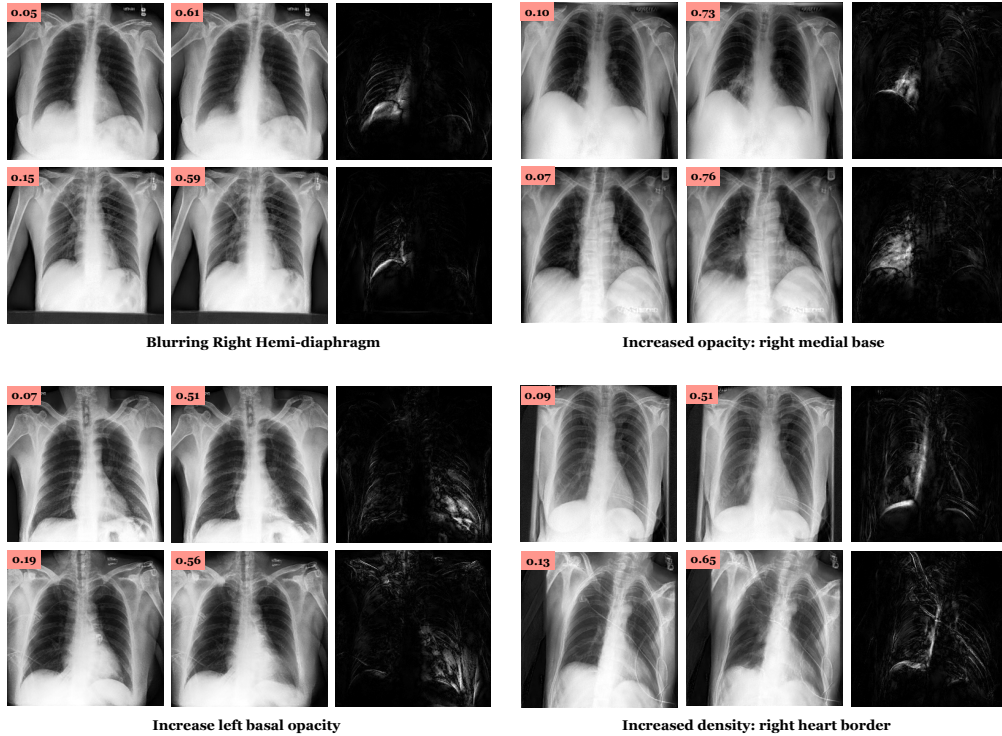 0.05 0.61 0.10 0.73
0.15 0.59 0.07 0.76
Blurring Right Hemi-diaphragm Increased opacity: right medial base
0.07 0.51 0.09 0.51
0.19 0.56 0.13 0.65
Increase left basal opacity Increased density: right heart border